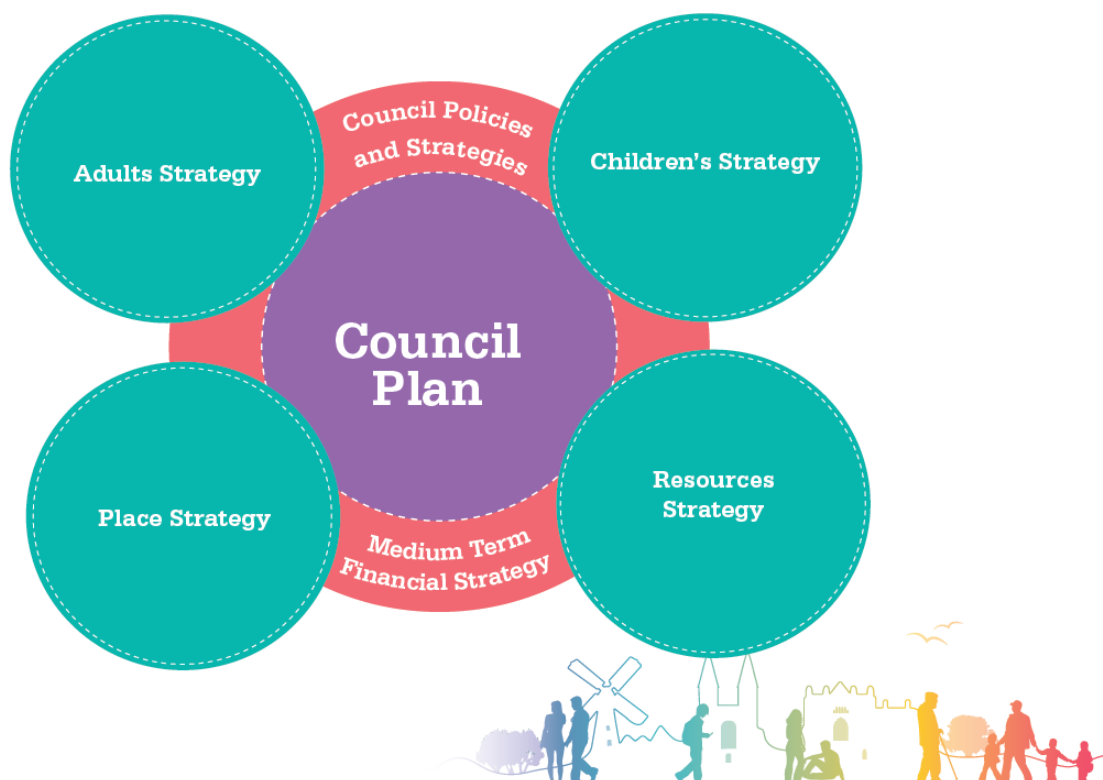 Council Policies
and Strategies
Adults Strategy
Children's Strategy
Council
Plan
Place Strategy
Resources
Strategy
Medium Term
Financial Strategy